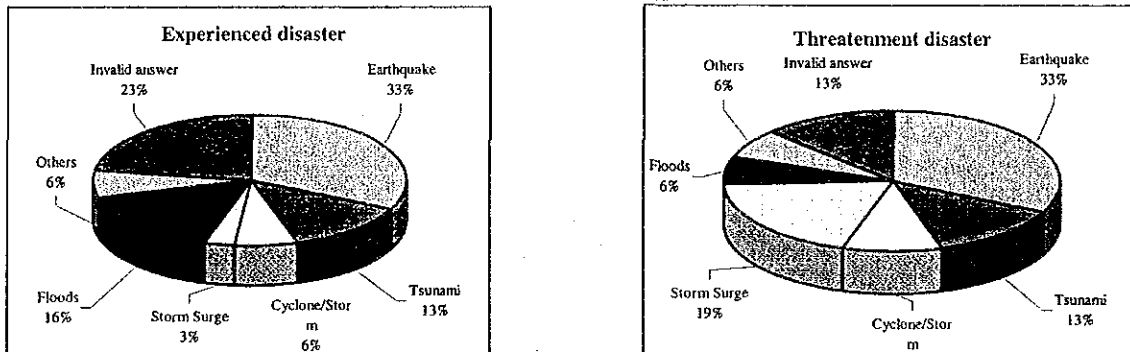 Experienced disaster
Invalid answer
23%
Earthquake
33%
Others
6%
Floods
16%
Storm Surge
3%
Cyclone/Stor
m
6%
Tsunami
13%
Threatenment disaster
Invalid answer
13%
Others
6%
Earthquake
33%
Floods
6%
Storm Surge
19%
Cyclone/Stor
m
Tsunami
13%